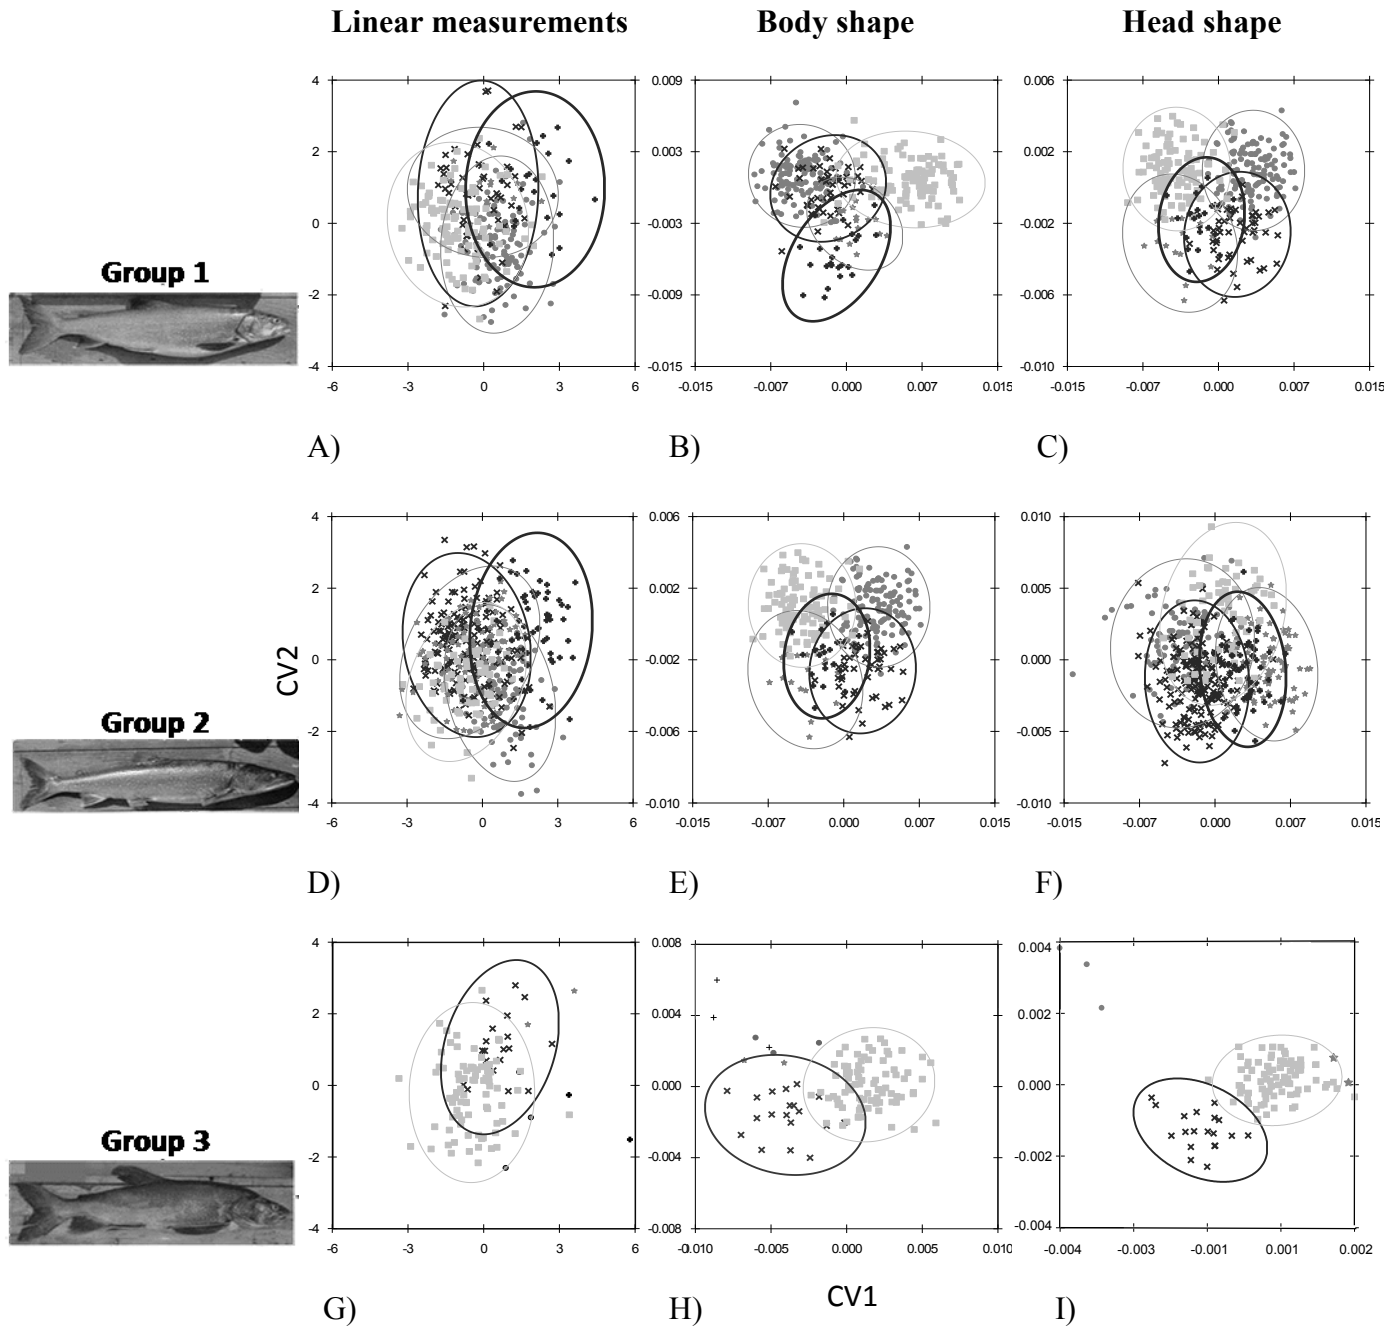 Linear measurements Body shape Head shape
4 0.009 0.006
2 0.003 0.002
0 -0.003 -0.002
Group 1
-2 -0.009 -0.006
-4 -0.015 -0.010
-6 -3 0 3 6 -0.015 -0.007 0.000 0.007 0.015 -0.015 -0.007 0.000 0.007 0.015
A) B) C)
4 0.006 0.010
2 0.002 0.005
CV2
0 -0.002 0.000
Group 2
-2 -0.006 -0.005
-4 -0.010 -0.010
-6 -3 0 3 6 -0.015 -0.007 0.000 0.007 0.015 -0.015 -0.007 0.000 0.007 0.015
D) E) F)
4 0.008 0.004
2 0.004 0.002
0 0.000 0.000
Group 3
-2 -0.004 -0.002
-4 -0.008 -0.004
-6 -3 0 3 6 -0.010 -0.005 0.000 0.005 0.010 -0.004 -0.003 -0.001 0.001 0.002
CV1
G) H) I)